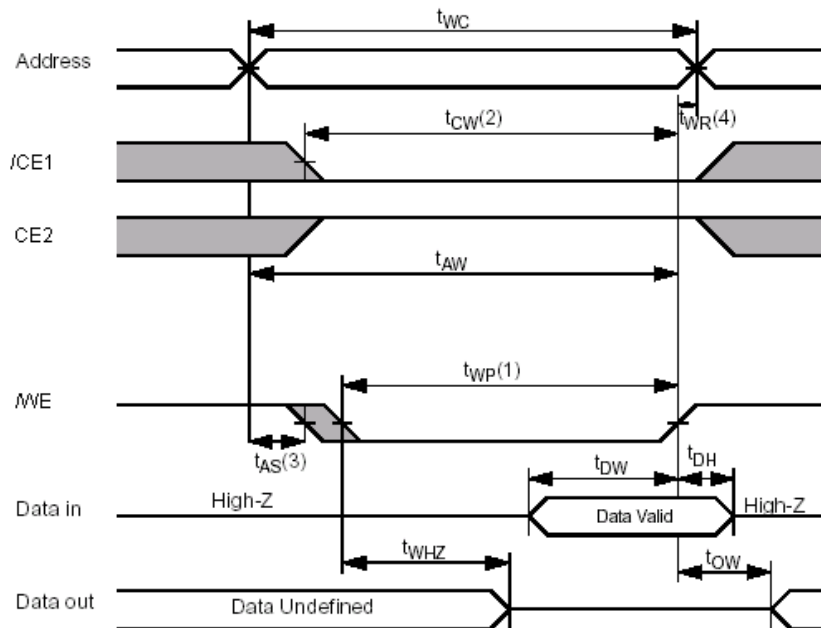 tWC
Address
tCW(2)
tWR(4)
/CE1
CE2
tAW
tWP(1)
/WE
tAS(3)
tDW
tDH
High-Z
Data in
Data Valid
High-Z
tWHZ
tOW
Data out
Data Undefined